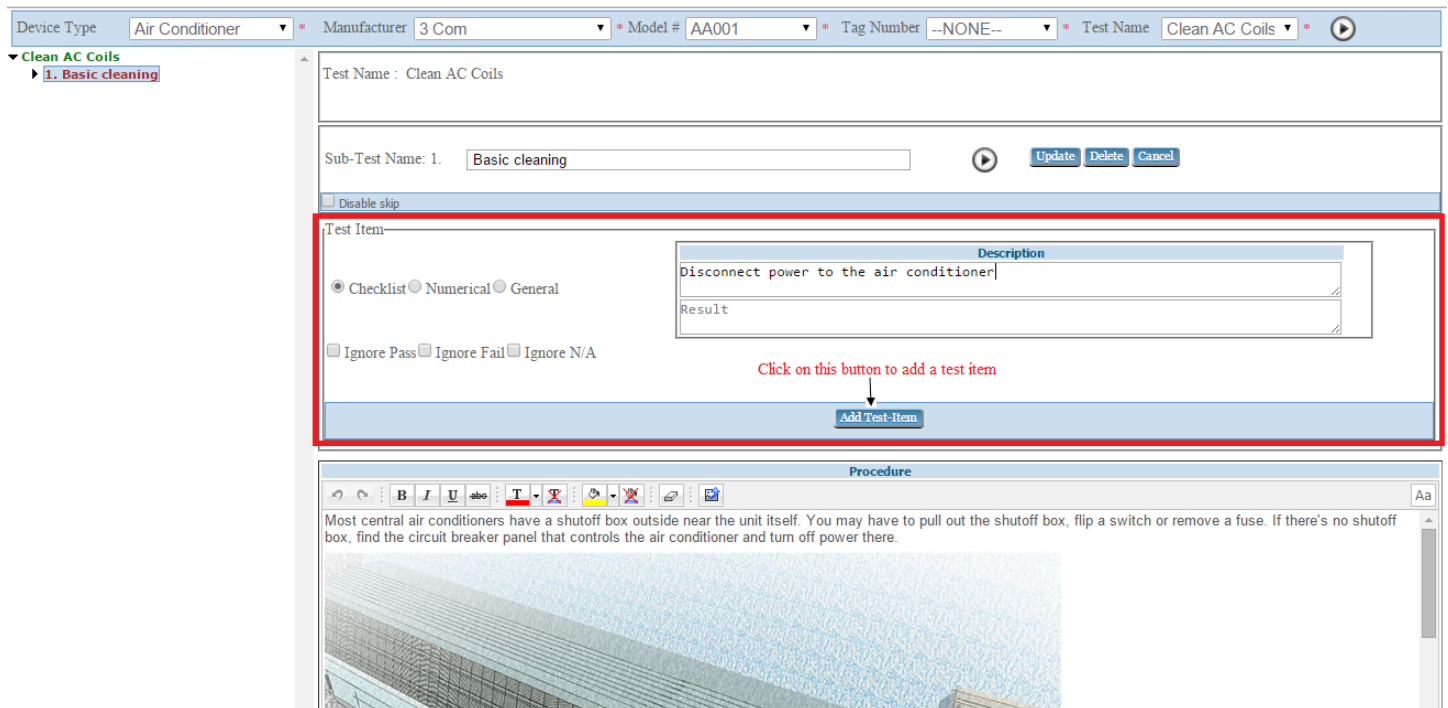 Device Type Air Conditioner * Manufacturer 3 Com * Model # AA001 * Tag Number --NONE-- * Test Name Clean AC Coils *
Clean AC Coils
1. Basic cleaning
Test Name : Clean AC Coils
Sub-Test Name: 1. Basic cleaning Update Delete Cancel
Disable skip
Test Item
Description
Disconnect power to the air conditioner
Checklist Numerical General
Result
Ignore Pass Ignore Fail Ignore N/A
Click on this button to add a test item
Add Test-Item
Procedure
B I U abc T T Aa
Most central air conditioners have a shutoff box outside near the unit itself. You may have to pull out the shutoff box, flip a switch or remove a fuse. If there's no shutoff
box, find the circuit breaker panel that controls the air conditioner and turn off power there.